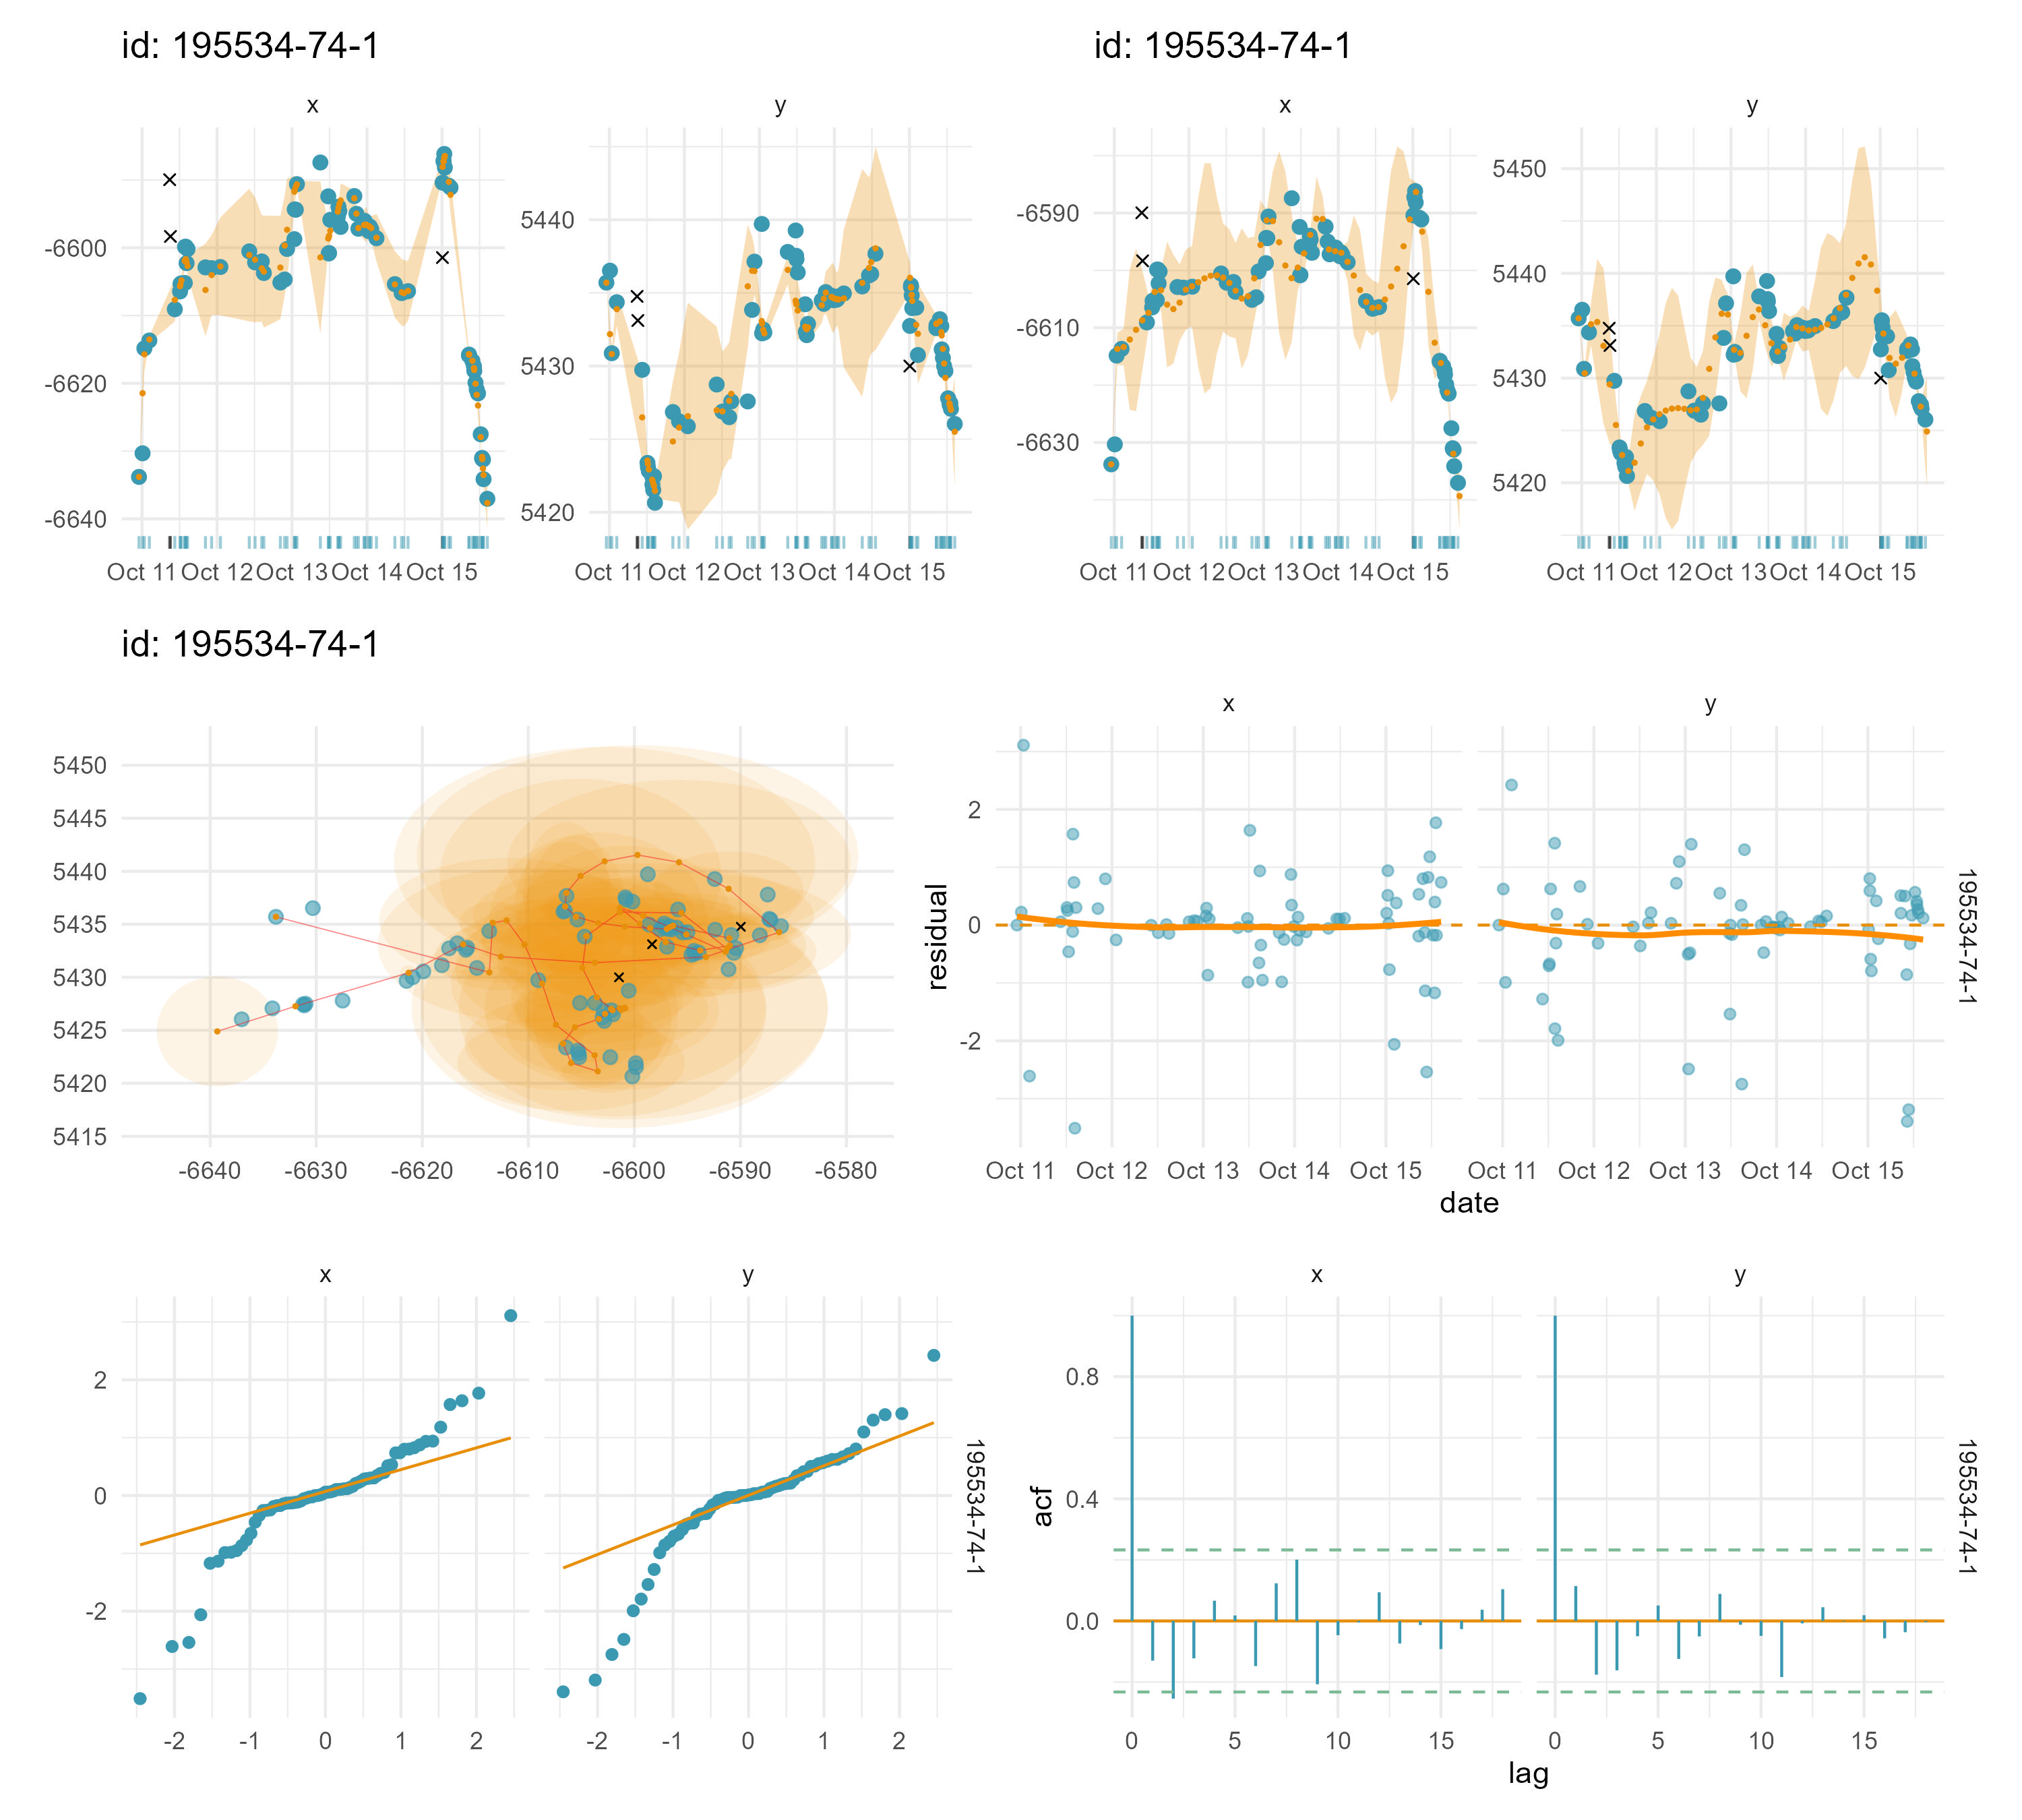 id: 195534-74-1
id: 195534-74-1
x
y
x
y
-6600
-6620
-6640
5440
5430
5420
-6590
-6610
-6630
5450
5440
5430
5420
Oct 11 Oct 12 Oct 13 Oct 14 Oct 15
Oct 11 Oct 12 Oct 13 Oct 14 Oct 15
Oct 11 Oct 12 Oct 13 Oct 14 Oct 15
Oct 11 Oct 12 Oct 13 Oct 14 Oct 15
id: 195534-74-1
5450
5445
5440
5435
5430
5425
5420
5415
-6640 -6630 -6620 -6610 -6600 -6590 -6580
x
y
residual
2
0
-2
195534-74-1
Oct 11 Oct 12 Oct 13 Oct 14 Oct 15
Oct 11 Oct 12 Oct 13 Oct 14 Oct 15
date
x
y
2
0
-2
195534-74-1
-2 -1 0 1 2
-2 -1 0 1 2
x
y
acf
0.8
0.4
0.0
195534-74-1
0 5 10 15
0 5 10 15
lag